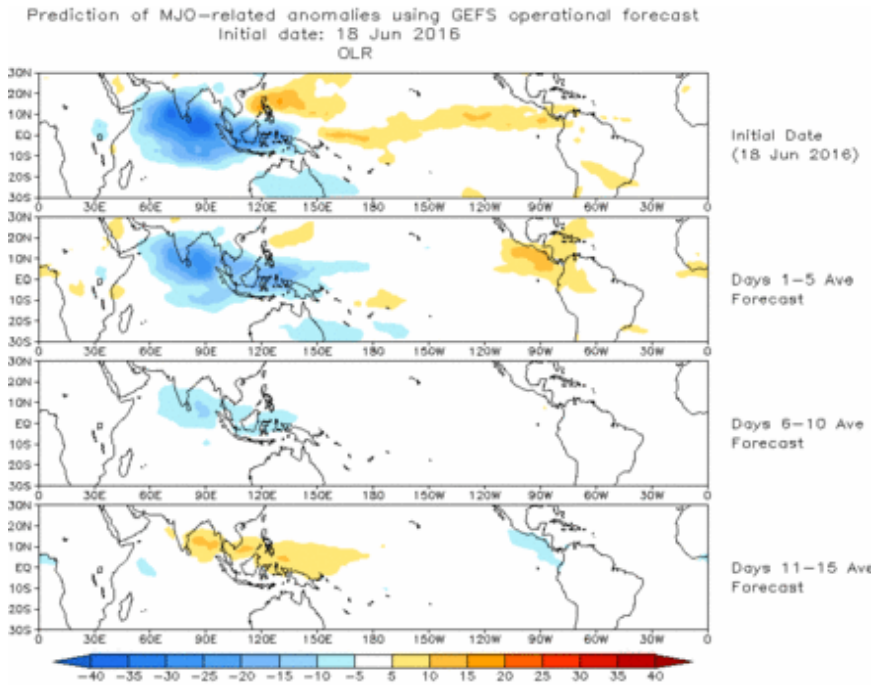 Prediction of MJO-related anomalies using GEFS operational forecast
Initial date: 18 Jun 2016
OLR
30N
20N
10N
EQ
10S
20S
30S
0 30E 60E 90E 120E 150E 180 150W 120W 90W 60W 30W 0
Initial Date
(18 Jun 2016)
30N
20N
10N
EQ
10S
20S
30S
0 30E 60E 90E 120E 150E 180 150W 120W 90W 60W 30W 0
Days 1-5 Ave
Forecast
30N
20N
10N
EQ
10S
20S
30S
0 30E 60E 90E 120E 150E 180 150W 120W 90W 60W 30W 0
Days 6-10 Ave
Forecast
30N
20N
10N
EQ
10S
20S
30S
0 30E 60E 90E 120E 150E 180 150W 120W 90W 60W 30W 0
Days 11-15 Ave
Forecast
-40 -35 -30 -25 -20 -15 -10 -5 5 10 15 20 25 30 35 40